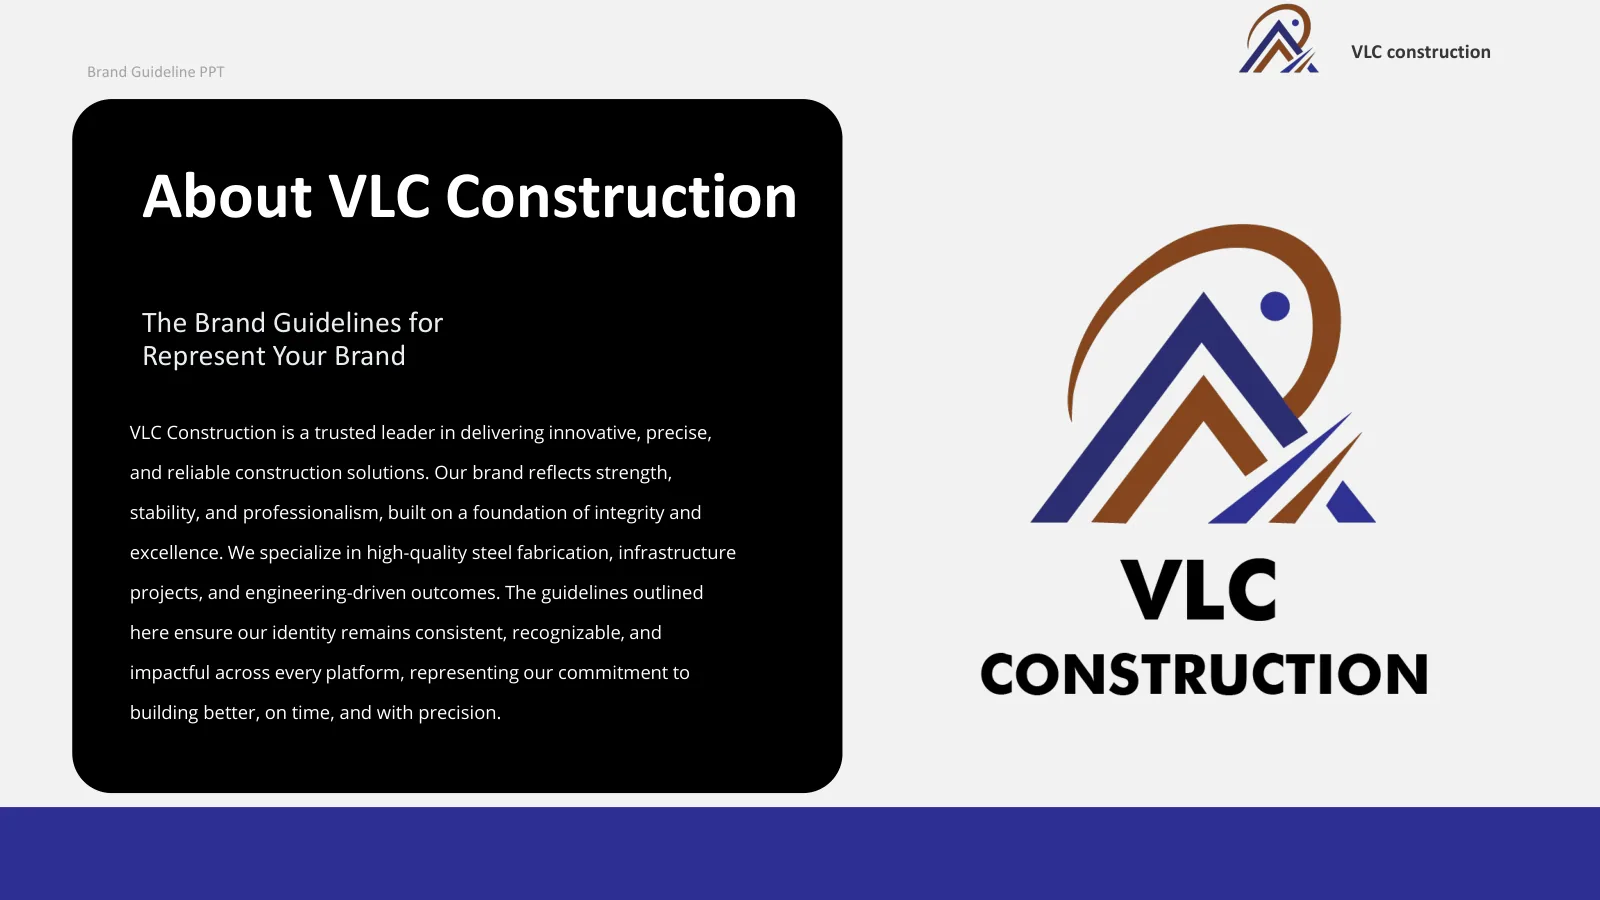 Brand Guideline PPT
VLC construction
About VLC Construction
The Brand Guidelines for
Represent Your Brand
VLC Construction is a trusted leader in delivering innovative, precise,
and reliable construction solutions. Our brand reflects strength,
stability, and professionalism, built on a foundation of integrity and
excellence. We specialize in high-quality steel fabrication, infrastructure
projects, and engineering-driven outcomes. The guidelines outlined
here ensure our identity remains consistent, recognizable, and
impactful across every platform, representing our commitment to
building better, on time, and with precision.
VLC
CONSTRUCTION